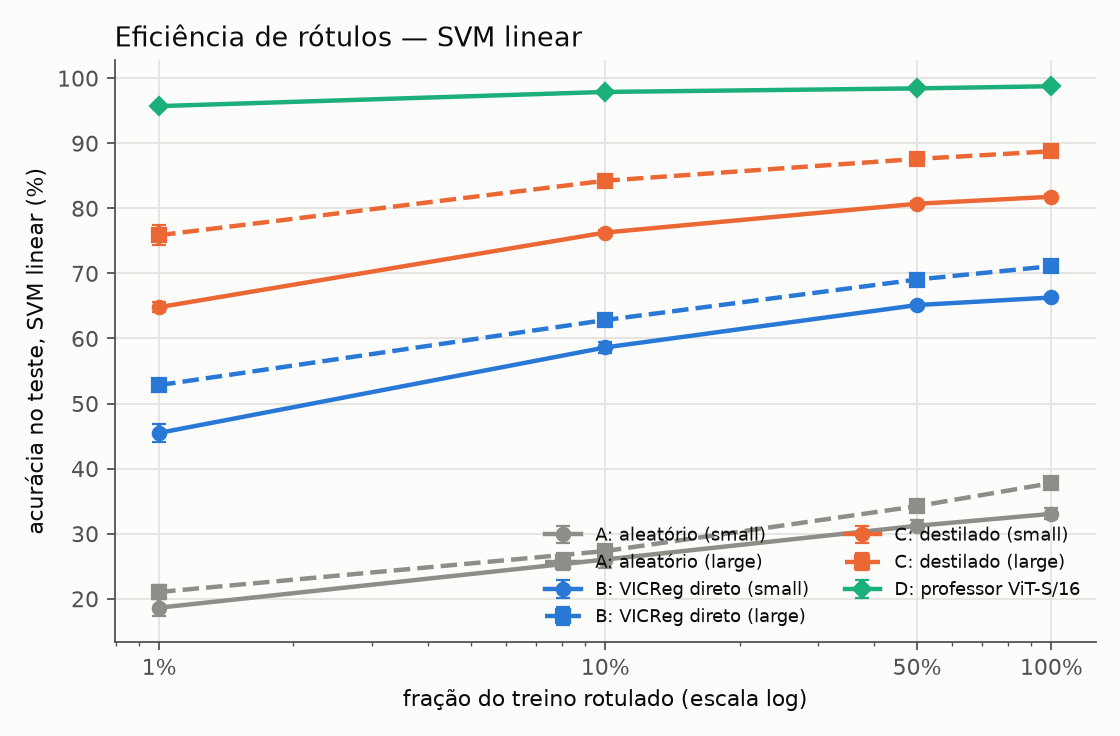 Eficiência de rótulos — SVM linear
acurácia no teste, SVM linear (%)
100
90
80
70
60
50
40
30
20
A: aleatório (small)
A: aleatório (large)
B: VICReg direto (small)
B: VICReg direto (large)
C: destilado (small)
C: destilado (large)
D: professor ViT-S/16
1%
10%
50%
100%
fração do treino rotulado (escala log)